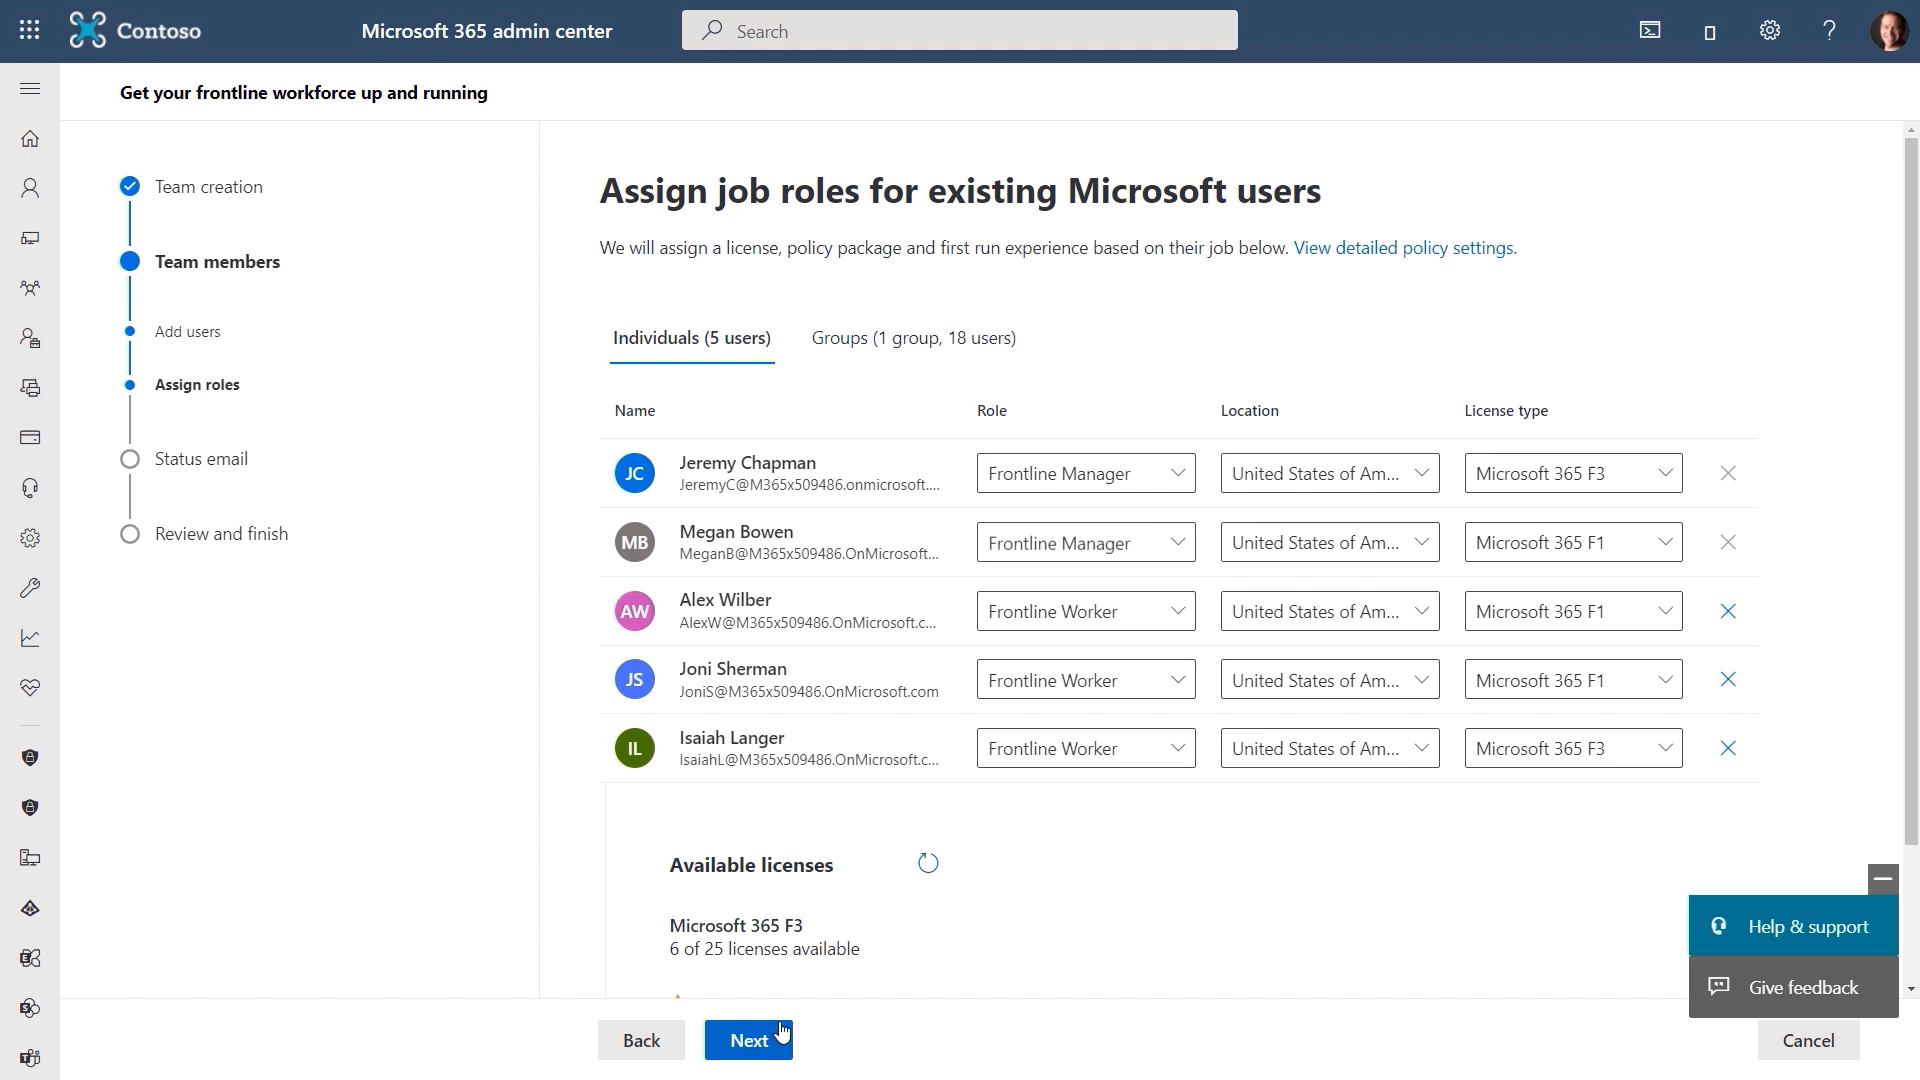 Contoso
Microsoft 365 admin center
Search
Get your frontline workforce up and running
Team creation
Team members
Add users
Assign roles
Status email
Review and finish
Assign job roles for existing Microsoft users
We will assign a license, policy package and first run experience based on their job below. View detailed policy settings.
Individuals (5 users) Groups (1 group, 18 users)
Name Role Location License type
JC Jeremy Chapman Frontline Manager United States of Am... Microsoft 365 F3
JeremyC@M365x509486.onmicrosoft....
MB Megan Bowen Frontline Manager United States of Am... Microsoft 365 F1
MeganB@M365x509486.OnMicrosoft...
AW Alex Wilber Frontline Worker United States of Am... Microsoft 365 F1
AlexW@M365x509486.OnMicrosoft.c...
JS Joni Sherman Frontline Worker United States of Am... Microsoft 365 F1
JoniS@M365x509486.OnMicrosoft.com
IL Isaiah Langer Frontline Worker United States of Am... Microsoft 365 F3
IsaiahL@M365x509486.OnMicrosoft.c...
Available licenses
Microsoft 365 F3
6 of 25 licenses available
Help & support
Give feedback
Back Next Cancel